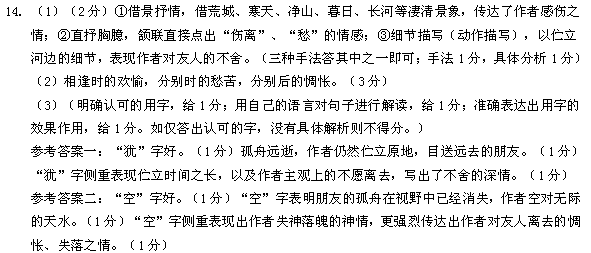 14. (1)(2分)①借景抒情，借荒城、寒天、净山、暮日、长河等凄清景象，传达了作者感伤之
情；②直抒胸臆，颔联直接点出“伤离”、“愁”的情感；③细节描写（动作描写），以伫立
河边的细节，表现作者对友人的不舍。（三种手法答其中之一即可；手法1分，具体分析1分）
(2)相逢时的欢愉，分别时的愁苦，分别后的惆怅。（3分）
(3)（明确认可的用字，给1分；用自己的语言对句子进行解读，给1分；准确表达出用字的
效果作用，给1分。如仅答出认可的字，没有具体解析则不得分。）
参考答案一：“犹”字好。（1分）孤舟远逝，作者仍然伫立原地，目送远去的朋友。（1分）
“犹”字侧重表现伫立时间之长，以及作者主观上的不愿离去，写出了不舍的深情。（1分）
参考答案二：“空”字好。（1分）“空”字表明朋友的孤舟在视野中已经消失，作者空对无际
的天水。（1分）“空”字侧重表现出作者失神落魄的神情，更强烈传达出作者对友人离去的惆
怅、失落之情。（1分）